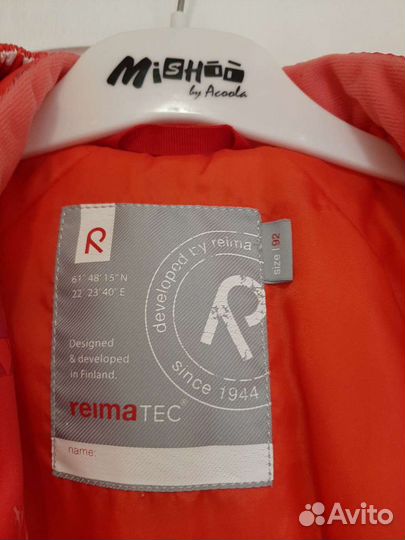 MiSHOO
by Acoola
R
61° 48' 15" N
22° 23' 40" E
Designed
& developed
in Finland.
reimaTEC®
name:
developed by reima
R
since 1944
size | 92
Avito